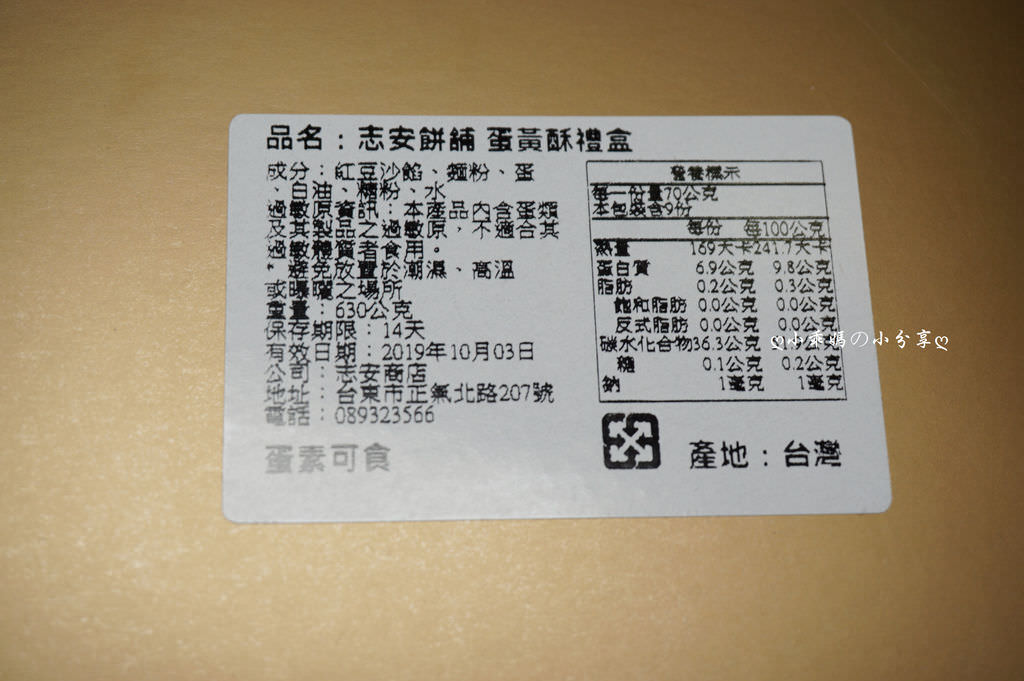 品名：志安餅舖 蛋黃酥禮盒
成分：紅豆沙餡、麵粉、蛋
、白油、糖粉、水
過敏原資訊：本產品內含蛋類
及其製品之過敏原，不適合其
過敏體質者食用。
* 避免放置於潮濕、高溫
或曝曬之場所
重量：630公克
保存期限：14天
有效日期：2019年10月03日
公司：志安商店
地址：台東市正氣北路207號
電話：089323566
蛋素可食
營養標示
每一份量70公克
本包裝含9份
每份 每100公克
熱量 169大卡 241.7大卡
蛋白質 6.9公克 9.8公克
脂肪 0.2公克 0.3公克
飽和脂肪 0.0公克 0.0公克
反式脂肪 0.0公克 0.0公克
碳水化合物 36.3公克
糖 0.1公克 0.2公克
鈉 1毫克 1毫克
產地：台灣
小乖媽の小分享